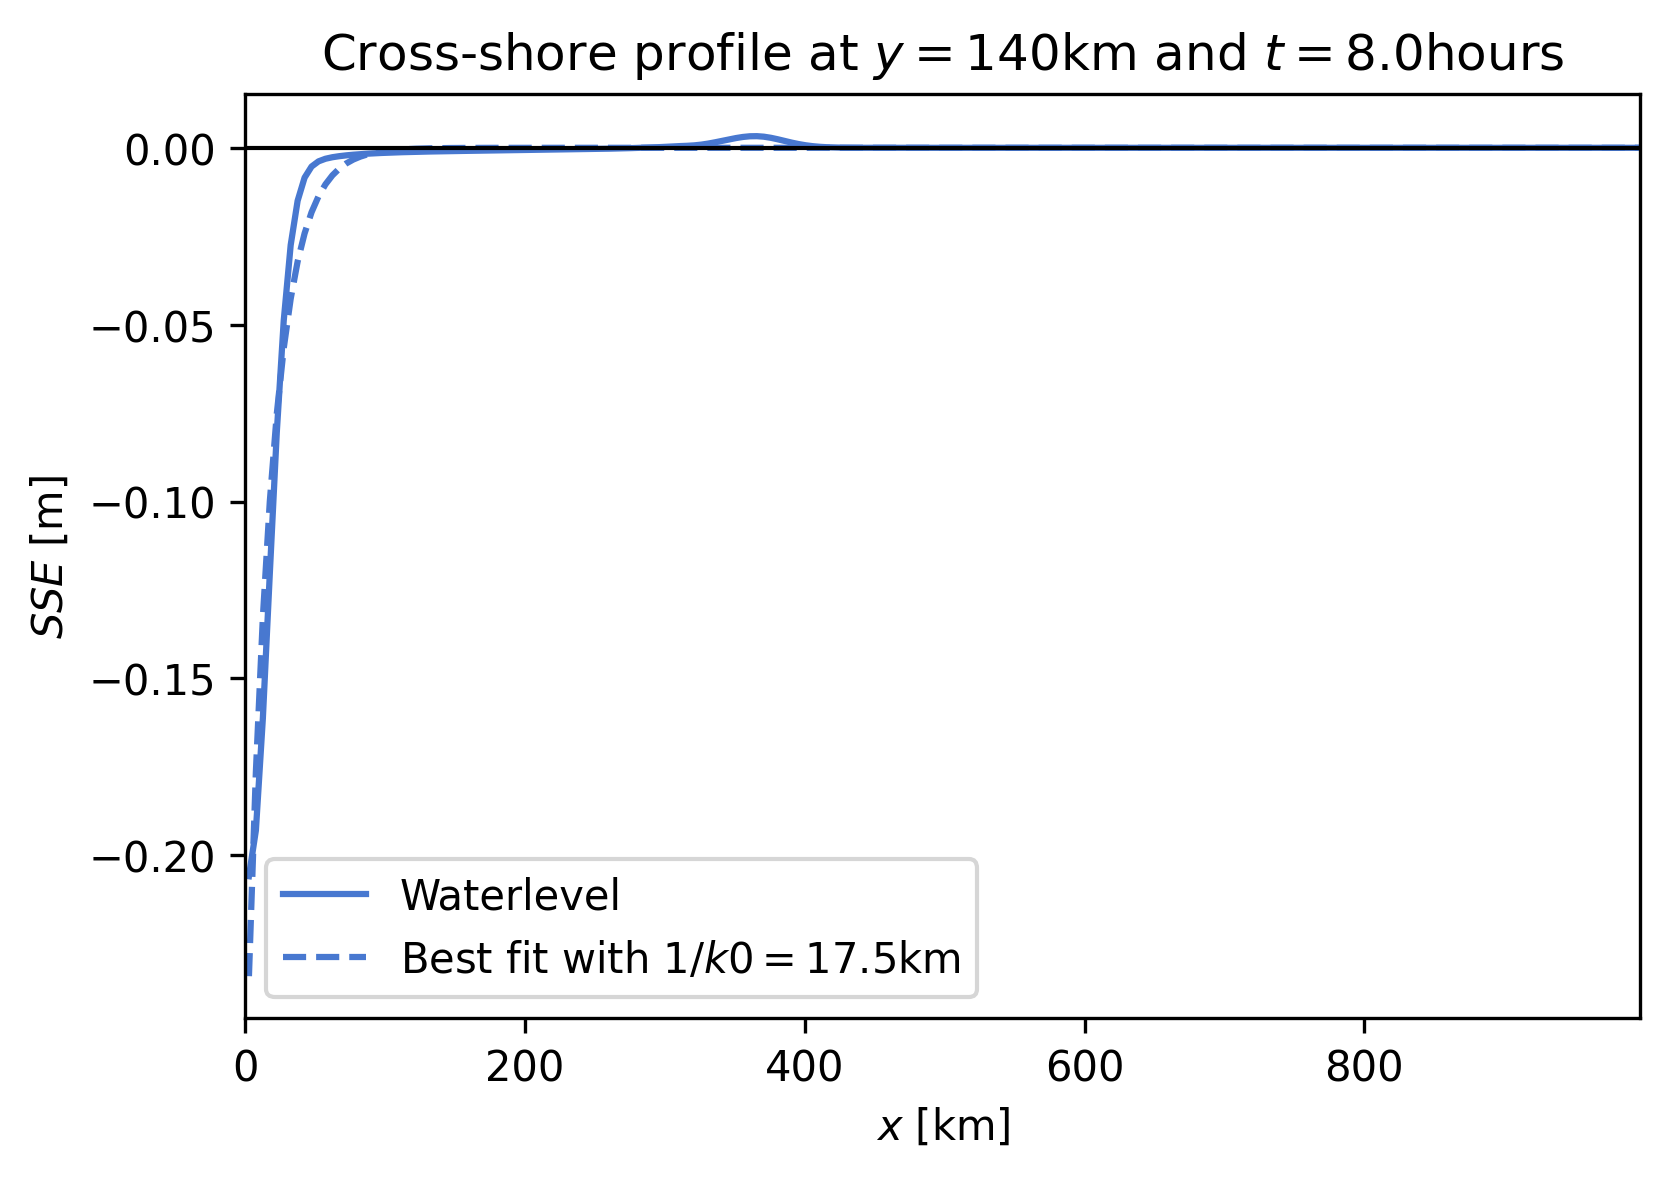 Cross-shore profile at y = 140km and t = 8.0hours
0.00
−0.05
−0.10
−0.15
−0.20
SSE [m]
Waterlevel
Best fit with 1/k0 = 17.5km
0 200 400 600 800
x [km]